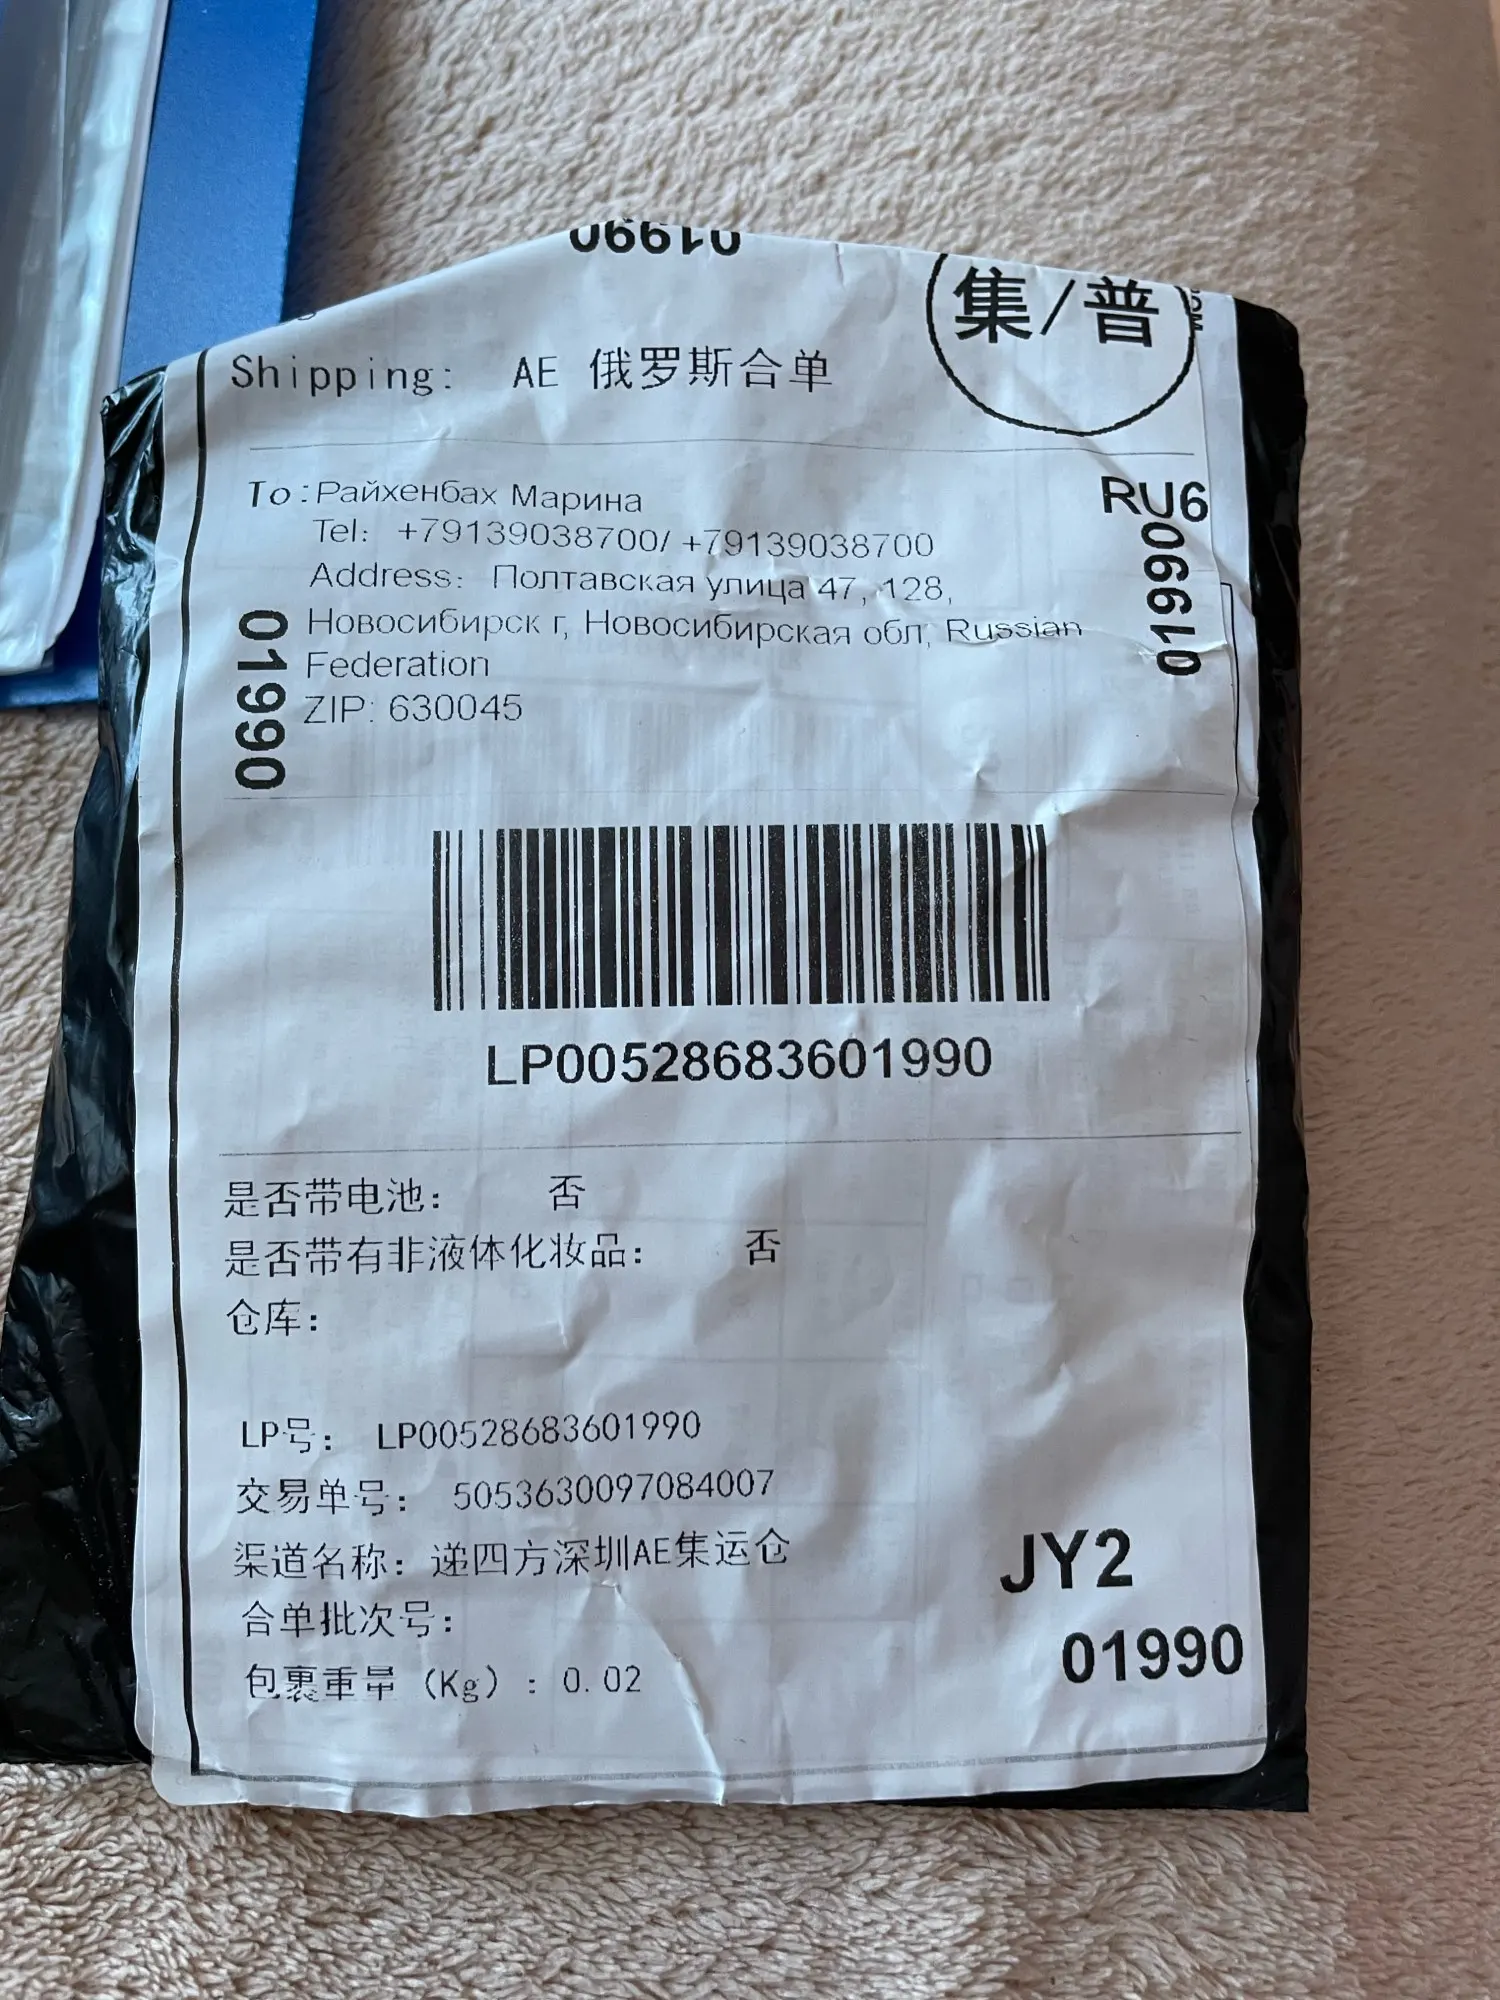 01990
集/普
Shipping: AE 俄罗斯合单
To:Райхенбах Марина
RU6
Tel: +79139038700/ +79139038700
Address: Полтавская улица 47, 128,
Новосибирск г, Новосибирская обл, Russian
Federation
ZIP: 630045
01990
01990
LP00528683601990
是否带电池: 否
是否带有非液体化妆品: 否
仓库:
LP号: LP00528683601990
交易单号: 5053630097084007
渠道名称: 递四方深圳AE集运仓
合单批次号:
包裹重量 (Kg) : 0.02
JY2
01990